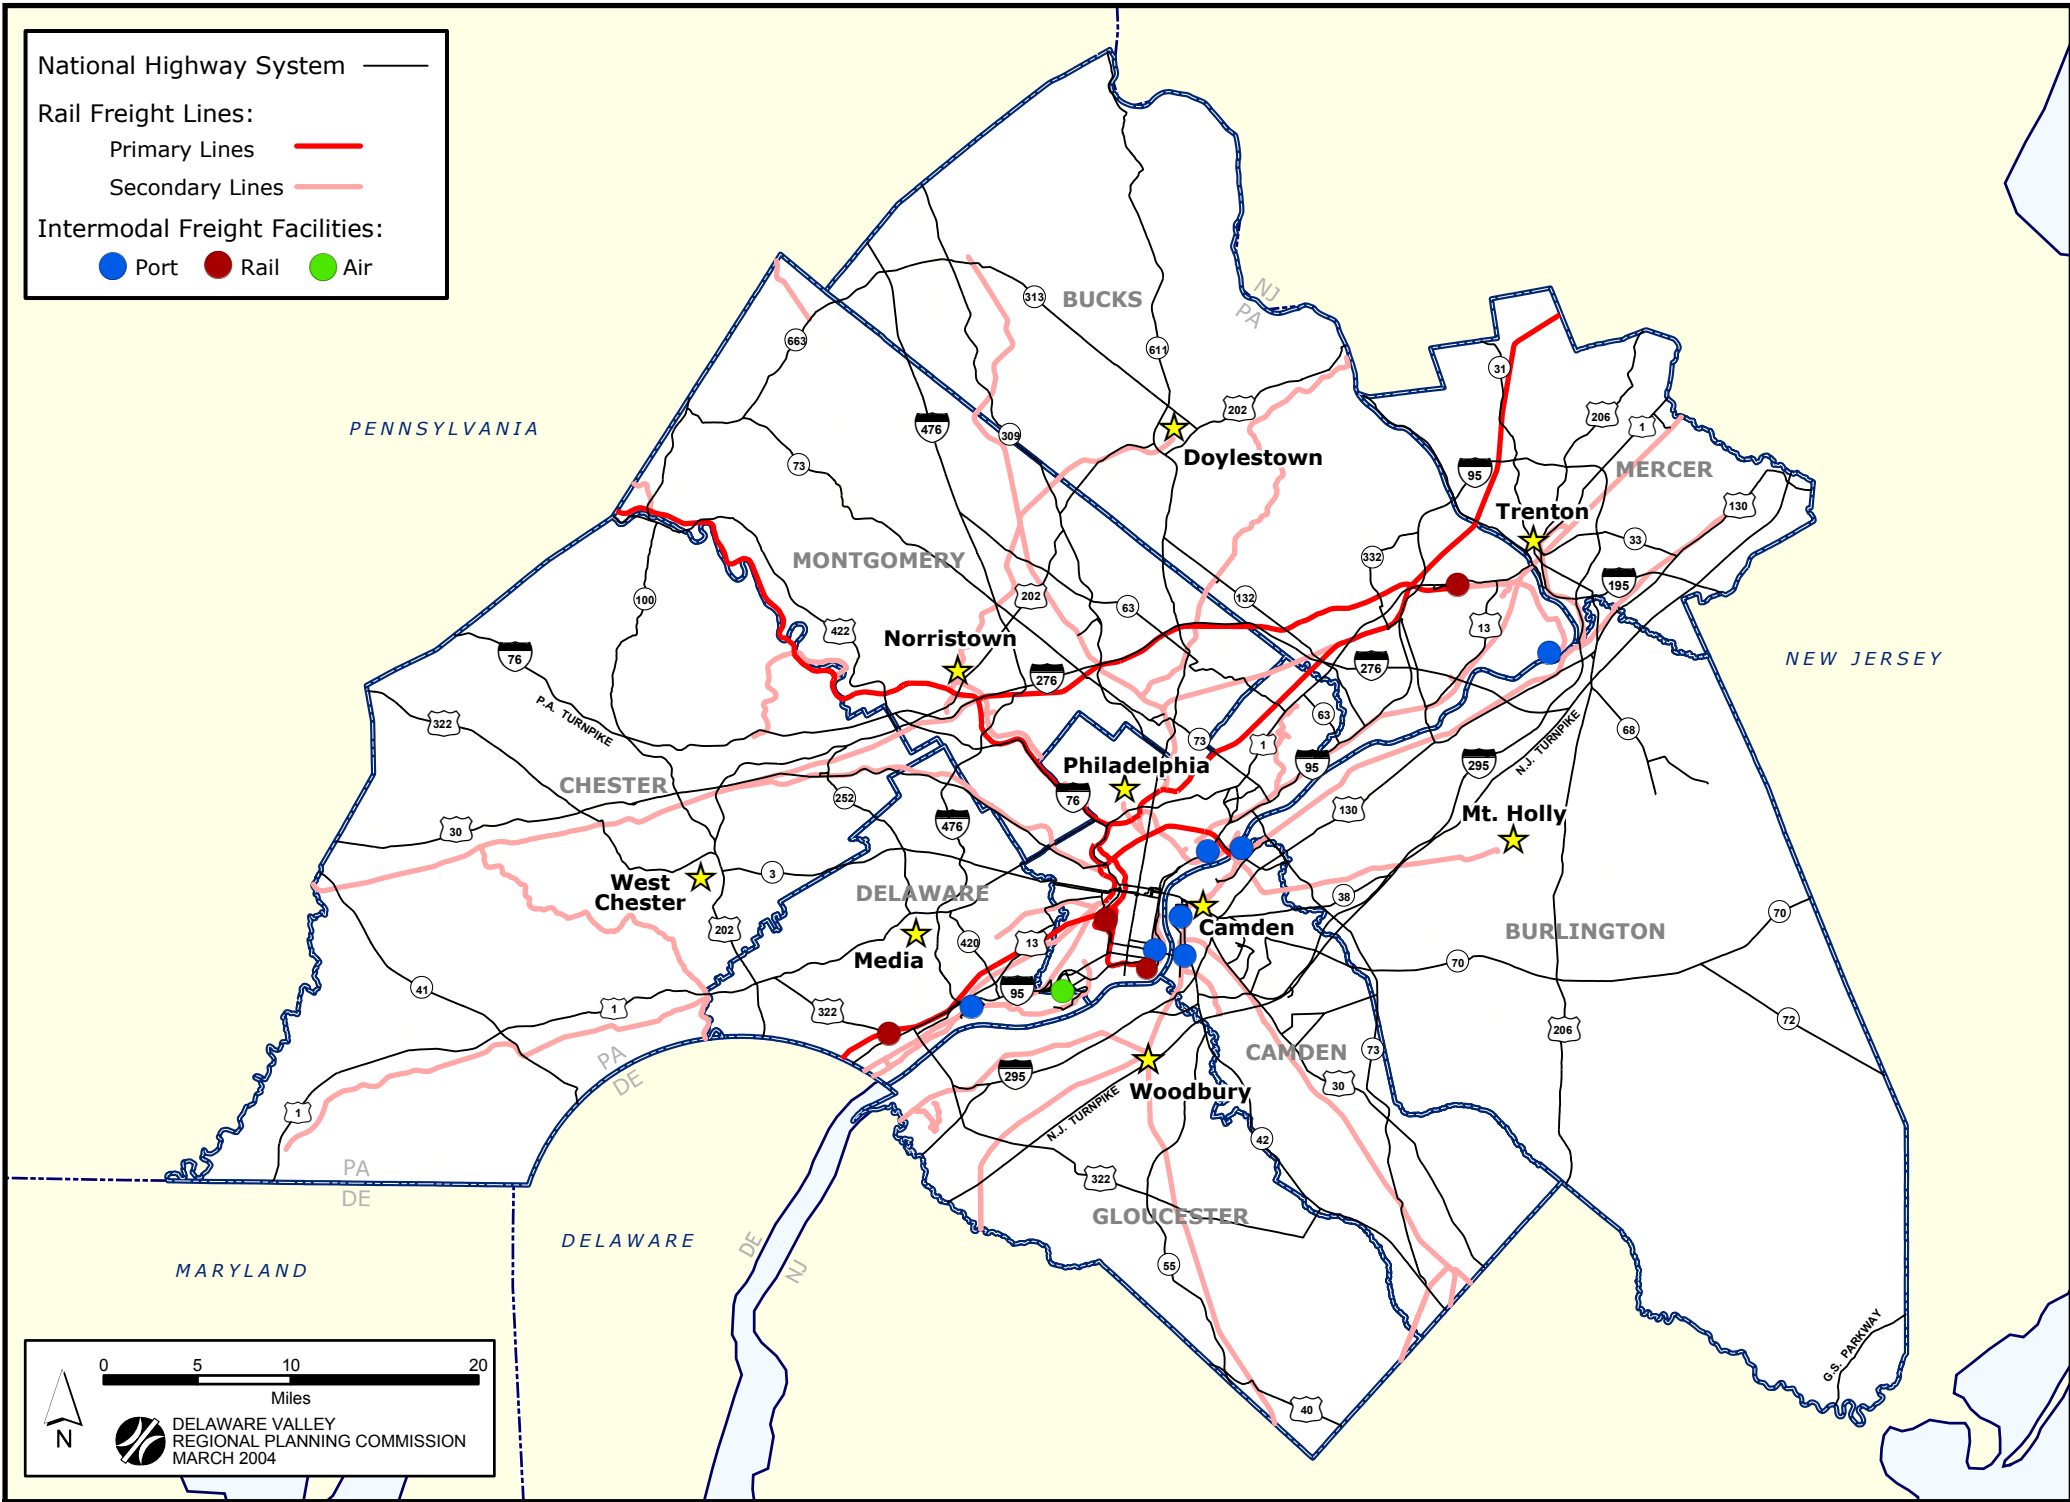 National Highway System
Rail Freight Lines:
Primary Lines
Secondary Lines
Intermodal Freight Facilities:
Port Rail Air
PENNSYLVANIA
NEW JERSEY
MARYLAND
DELAWARE
BUCKS
MONTGOMERY
MERCER
CHESTER
DELAWARE
BURLINGTON
CAMDEN
GLOUCESTER
Doylestown
Trenton
Norristown
Philadelphia
Mt. Holly
West
Chester
Media
Camden
Woodbury
NJ
PA
PA
DE
PA
DE
DE
NJ
P.A. TURNPIKE
N.J. TURNPIKE
N.J. TURNPIKE
G.S. PARKWAY
313
663
611
202
476
309
73
31
206
1
95
130
33
332
195
100
422
202
63
132
13
76
276
276
322
63
73
1
95
295
68
252
76
476
130
30
3
38
70
202
420
13
70
41
1
322
95
206
72
73
295
30
1
42
322
55
40
0 5 10 20
Miles
N
DELAWARE VALLEY
REGIONAL PLANNING COMMISSION
MARCH 2004